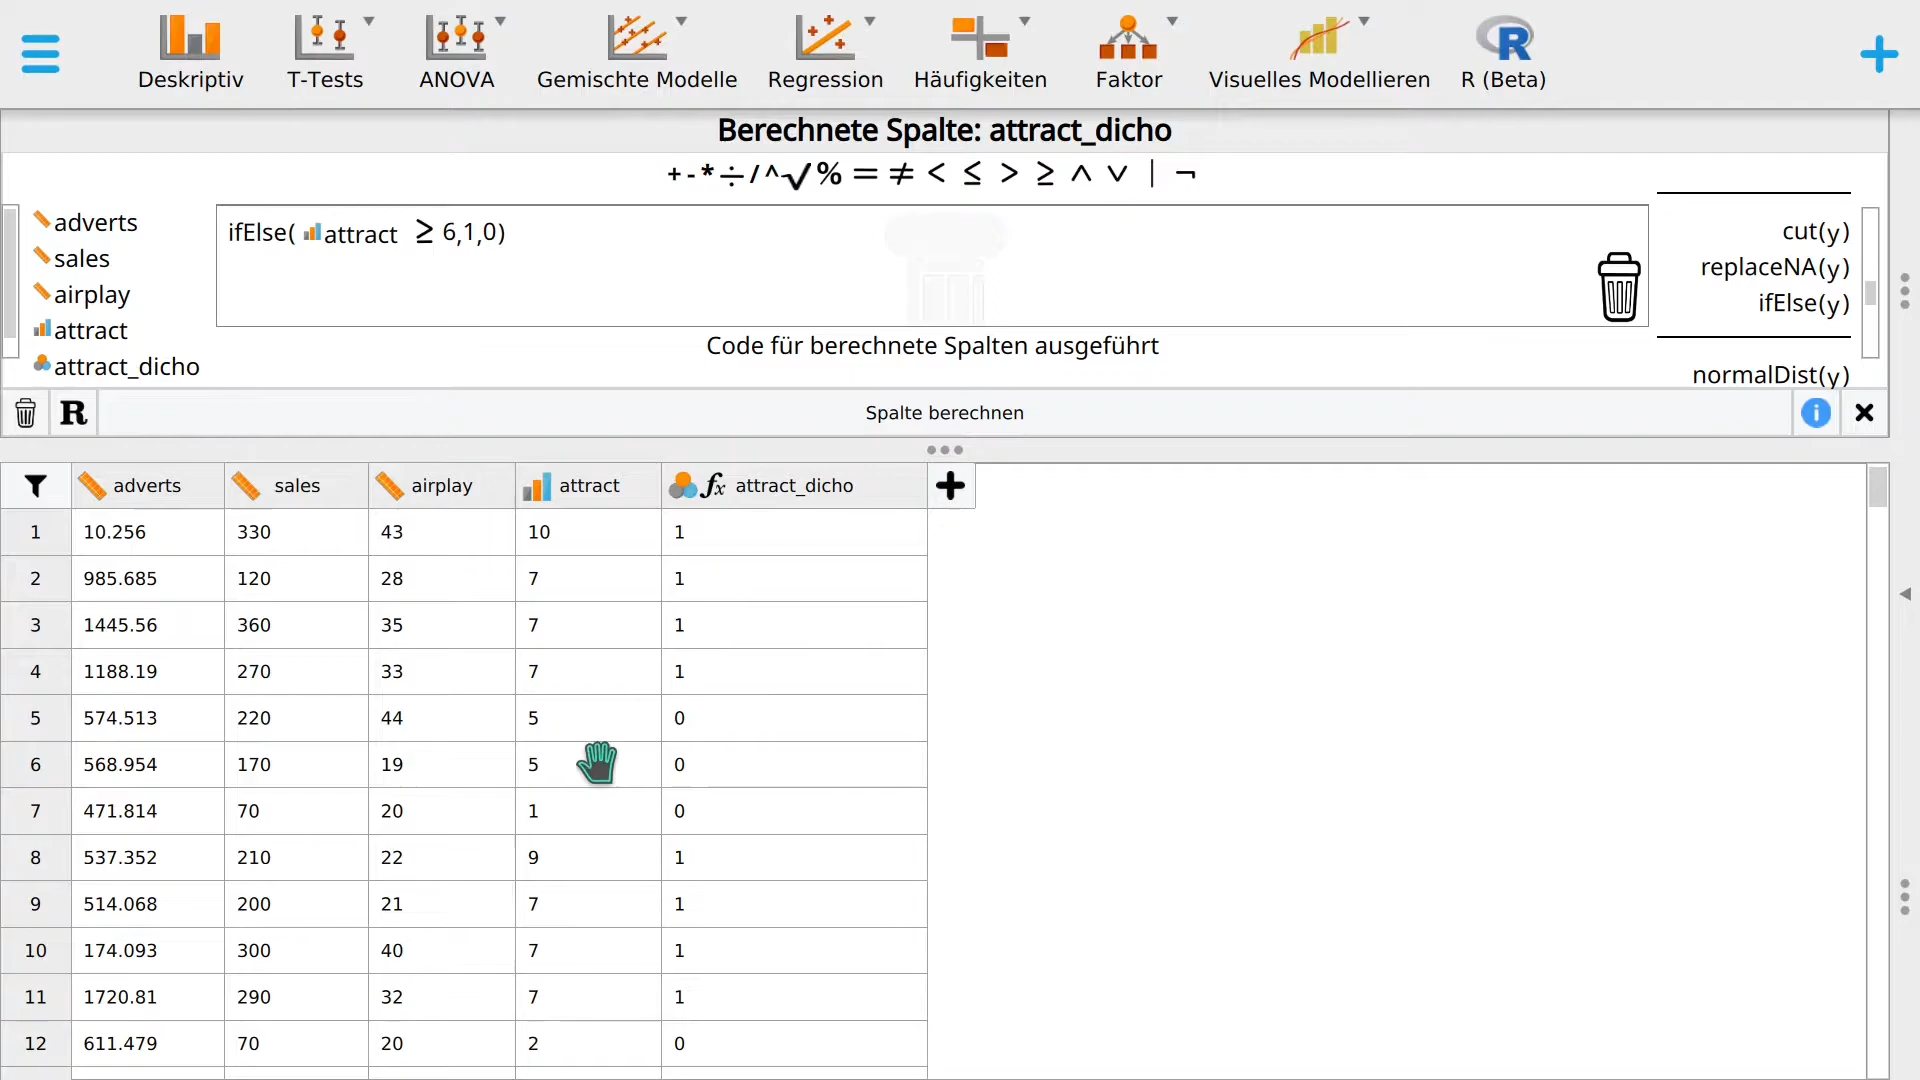 Deskriptiv T-Tests ANOVA Gemischte Modelle Regression Häufigkeiten Faktor Visuelles Modellieren R (Beta)
Berechnete Spalte: attract_dicho
+ - * ÷ / ^ √ % = ≠ < ≤ > ≥ ∧ ∨ | ¬
adverts
sales
airplay
attract
attract_dicho
ifElse( attract ≥ 6,1,0)
cut(y)
replaceNA(y)
ifElse(y)
normalDist(y)
Code für berechnete Spalten ausgeführt
R Spalte berechnen i
adverts sales airplay attract fx attract_dicho
1 10.256 330 43 10 1
2 985.685 120 28 7 1
3 1445.56 360 35 7 1
4 1188.19 270 33 7 1
5 574.513 220 44 5 0
6 568.954 170 19 5 0
7 471.814 70 20 1 0
8 537.352 210 22 9 1
9 514.068 200 21 7 1
10 174.093 300 40 7 1
11 1720.81 290 32 7 1
12 611.479 70 20 2 0